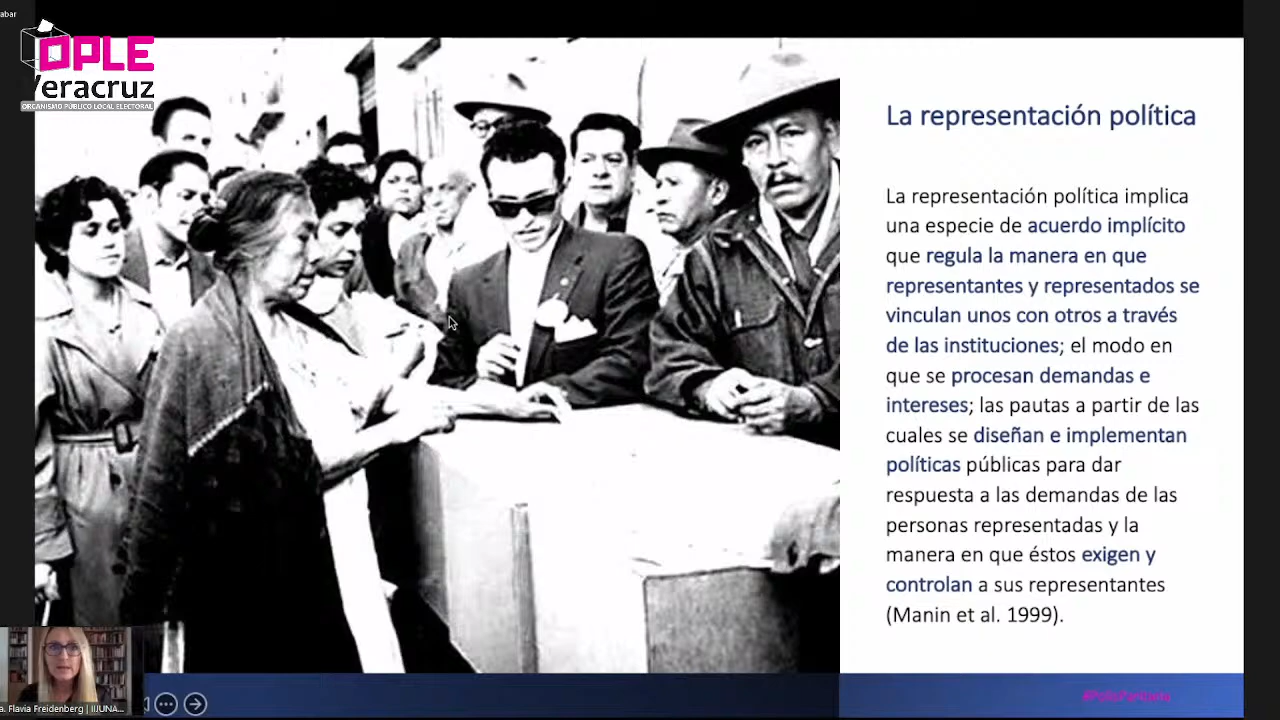 abar
OPLE
Veracruz
ORGANISMO PÚBLICO LOCAL ELECTORAL
La representación política
La representación política implica
una especie de acuerdo implícito
que regula la manera en que
representantes y representados se
vinculan unos con otros a través
de las instituciones; el modo en
que se procesan demandas e
intereses; las pautas a partir de las
cuales se diseñan e implementan
políticas públicas para dar
respuesta a las demandas de las
personas representadas y la
manera en que éstos exigen y
controlan a sus representantes
(Manin et al. 1999).
a. Flavia Freidenberg | IIJUNA...